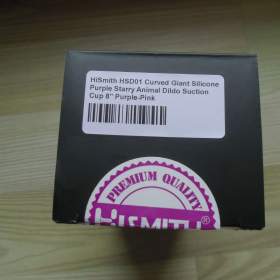 HiSmith HSD01 Curved Giant Silicone
Purple Starry Animal Dildo Suction
Cup 8" Purple-Pink
PREMIUM QUALITY
HISMITH®